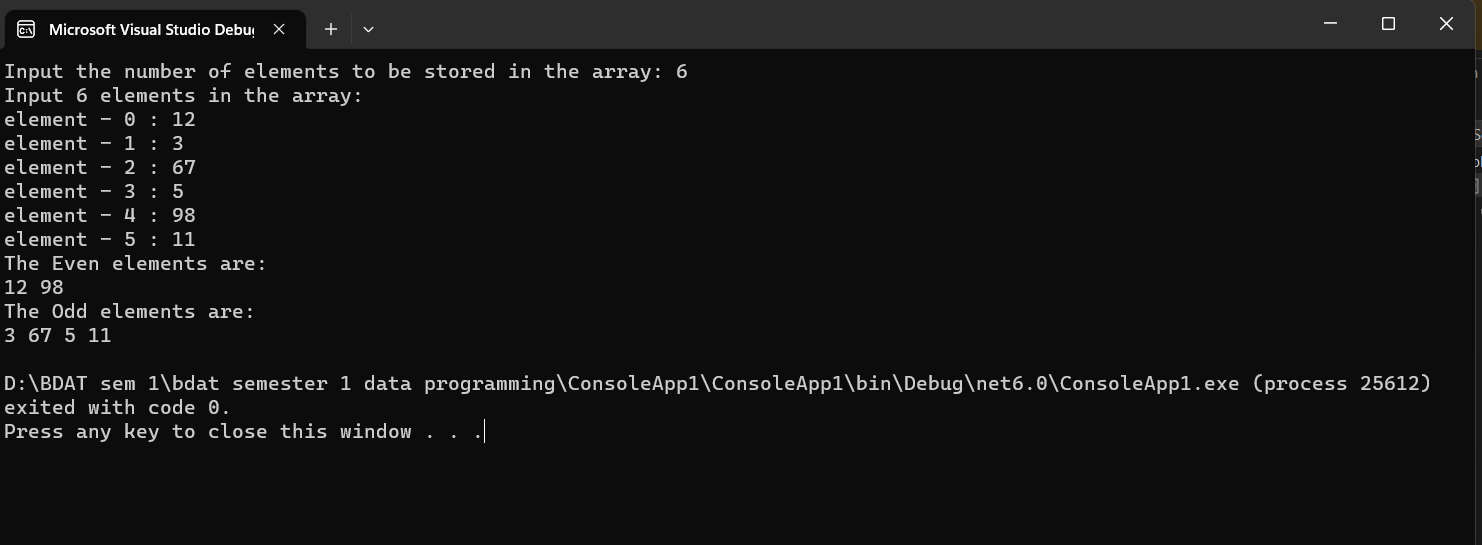 Microsoft Visual Studio Debug
Input the number of elements to be stored in the array: 6
Input 6 elements in the array:
element - 0 : 12
element - 1 : 3
element - 2 : 67
element - 3 : 5
element - 4 : 98
element - 5 : 11
The Even elements are:
12 98
The Odd elements are:
3 67 5 11
D:\BDAT sem 1\bdat semester 1 data programming\ConsoleApp1\ConsoleApp1\bin\Debug\net6.0\ConsoleApp1.exe (process 25612)
exited with code 0.
Press any key to close this window . . .